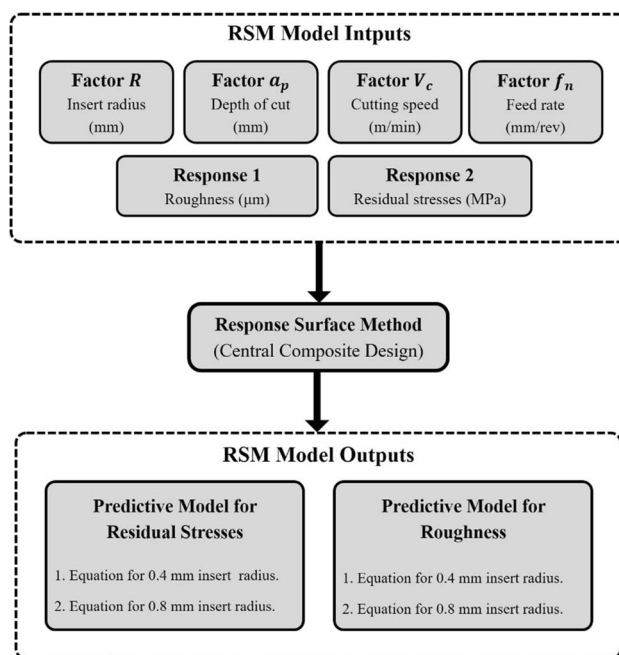 RSM Model Intputs
Factor R
Insert radius
(mm)
Factor a_p
Depth of cut
(mm)
Factor V_c
Cutting speed
(m/min)
Factor f_n
Feed rate
(mm/rev)
Response 1
Roughness (μm)
Response 2
Residual stresses (MPa)
Response Surface Method
(Central Composite Design)
RSM Model Outputs
Predictive Model for
Residual Stresses
1. Equation for 0.4 mm insert radius.
2. Equation for 0.8 mm insert radius.
Predictive Model for
Roughness
1. Equation for 0.4 mm insert radius.
2. Equation for 0.8 mm insert radius.